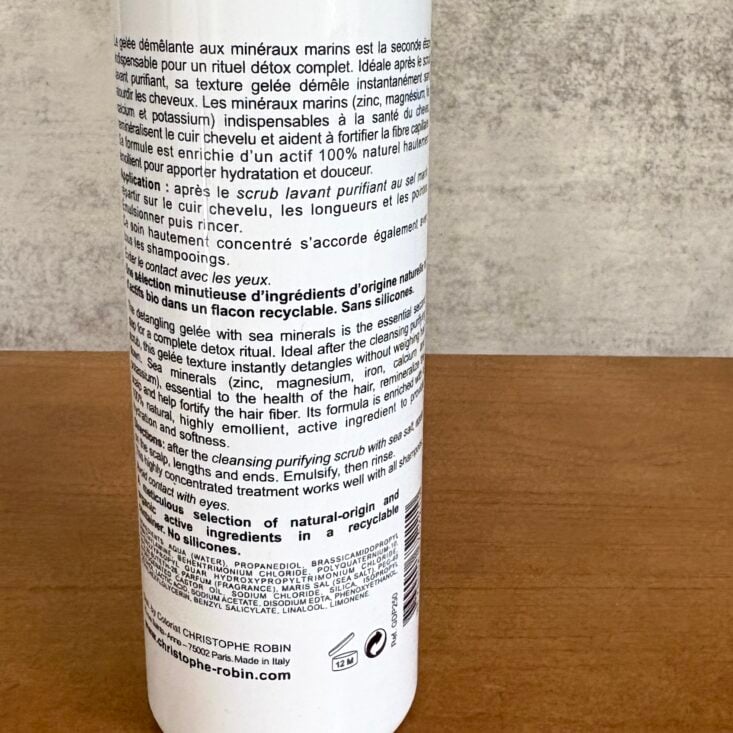 gelée démêlante aux minéraux marins est la seconde
indispensable pour un rituel détox complet. Idéale après le
lavant purifiant, sa texture gelée démêle instantanément
les cheveux. Les minéraux marins (zinc, magnésium,
calcium et potassium) indispensables à la santé du
reminéralisent le cuir chevelu et aident à fortifier la fibre capillaire
formule est enrichie d'un actif 100% naturel hautement
émollient pour apporter hydratation et douceur.
Application : après le scrub lavant purifiant au sel
sur le cuir chevelu, les longueurs et les
Émulsionner puis rincer.
soin hautement concentré s'accorde également
les shampooings.
le contact avec les yeux.
sélection minutieuse d'ingrédients d'origine naturelle
d'actifs bio dans un flacon recyclable. Sans silicones.
detangling gelée with sea minerals is the essential
for a complete detox ritual. Ideal after the cleansing purifying
scrub, this gelée texture instantly detangles without weighing
Sea minerals (zinc, magnesium, iron, calcium
potassium), essential to the health of the hair, remineralize
and help fortify the hair fiber. Its formula is enriched
100% natural, highly emollient, active ingredient to
hydration and softness.
Directions: after the cleansing purifying scrub with sea salt,
the scalp, lengths and ends. Emulsify, then rinse.
highly concentrated treatment works well with all
contact with eyes.
meticulous selection of natural-origin and
active ingredients in a recyclable
container. No silicones.
AQUA (WATER), PROPANEDIOL, BRASSICAMIDOPROPYL
BEHENTRIMONIUM CHLORIDE, POLYQUATERNIUM-10,
GUAR HYDROXYPROPYLTRIMONIUM CHLORIDE,
PARFUM (FRAGRANCE), MARIS SAL (SEA SALT), PEG-40
CASTOR OIL, SODIUM CHLORIDE, SILICA, ISOPROPYL
ACID, SODIUM ACETATE, DISODIUM EDTA, PHENOXYETHANOL,
BENZYL SALICYLATE, LINALOOL, LIMONENE.
by Colorist CHRISTOPHE ROBIN
75002 Paris. Made in Italy
christophe-robin.com
12 M
Réf. GDP250